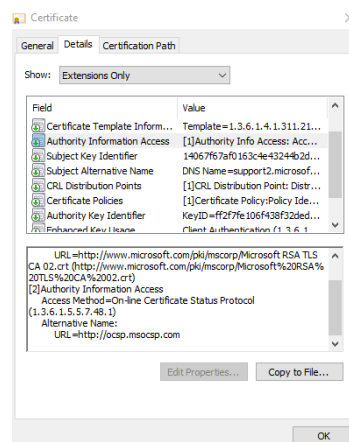 Certificate
General Details Certification Path
Show: Extensions Only
Field Value
Certificate Template Inform... Template=1.3.6.1.4.1.311.21...
Authority Information Access [1]Authority Info Access: Acc...
Subject Key Identifier 14067f67af0163c4e43244b2d...
Subject Alternative Name DNS Name=support2.microsof...
CRL Distribution Points [1]CRL Distribution Point: Distr...
Certificate Policies [1]Certificate Policy:Policy Ide...
Authority Key Identifier KeyID=ff2f7fe106f438f32ded...
Enhanced Key Usage Client Authentication (1.3.6.1
URL=http://www.microsoft.com/pki/mscorp/Microsoft RSA TLS
CA 02.crt (http://www.microsoft.com/pki/mscorp/Microsoft%20RSA%
20TLS%20CA%2002.crt)
[2]Authority Information Access
Access Method=On-line Certificate Status Protocol
(1.3.6.1.5.5.7.48.1)
Alternative Name:
URL=http://ocsp.msocsp.com
Edit Properties... Copy to File...
OK